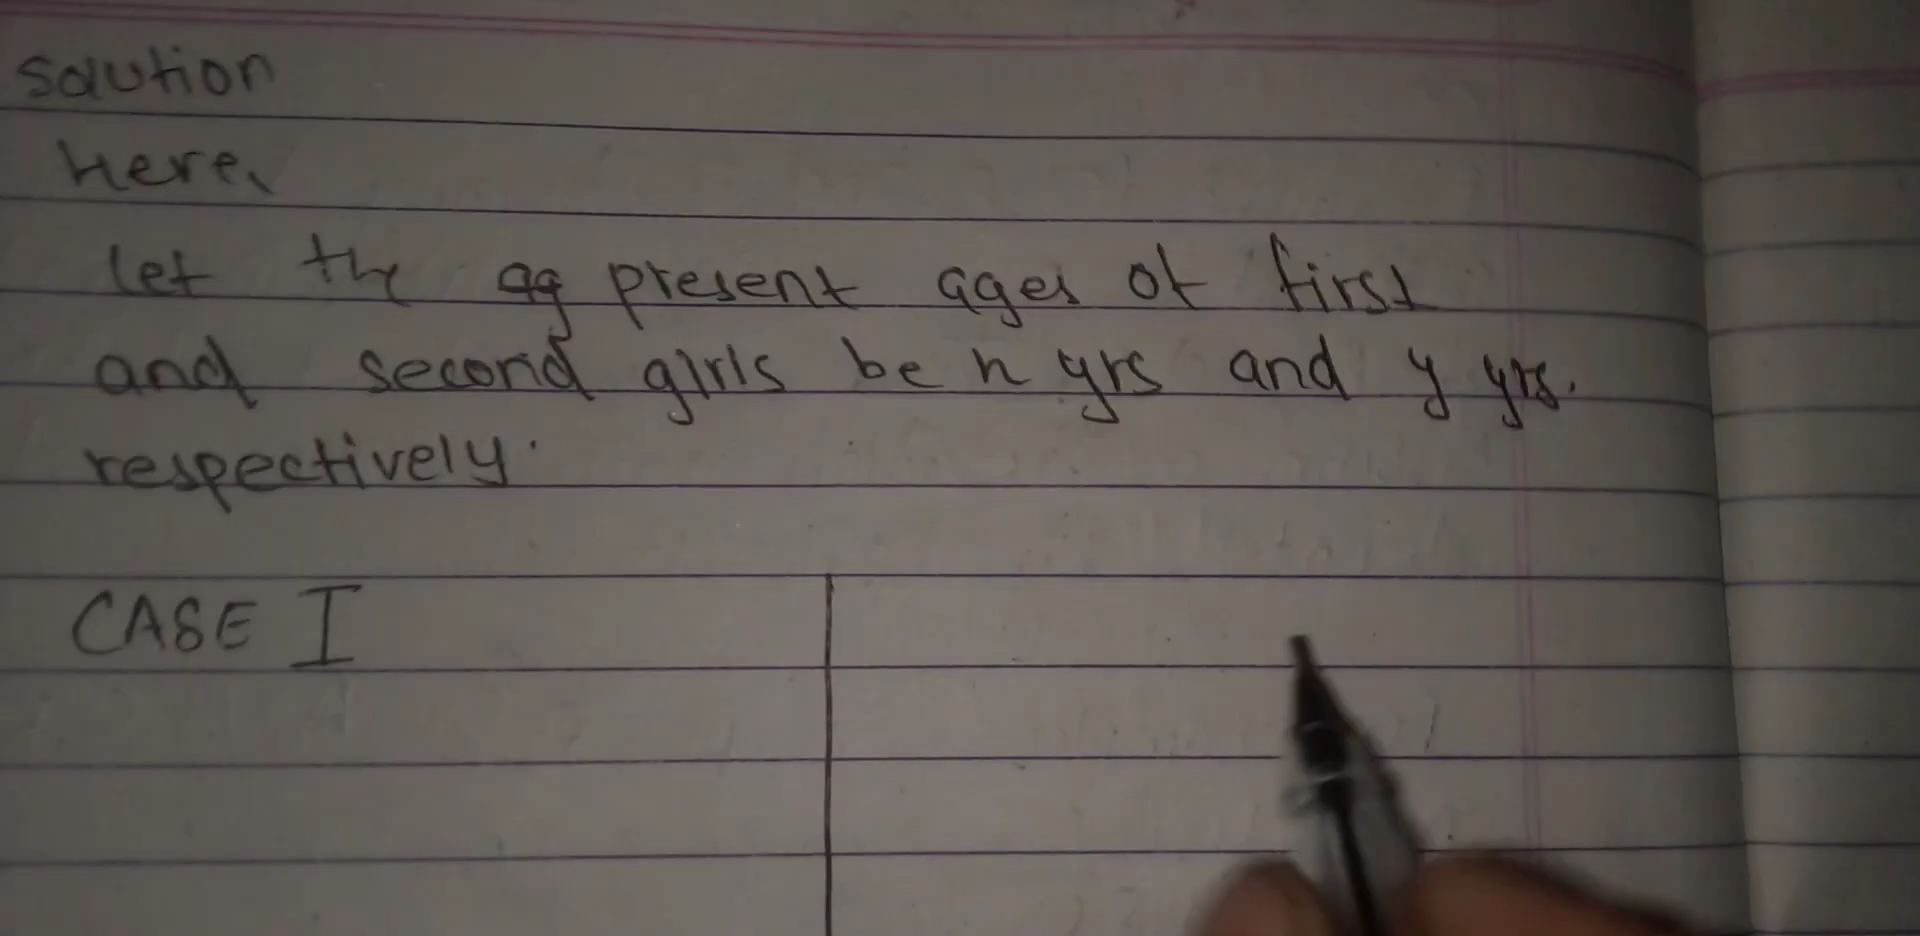 Solution
Here,
let the ag present ages of first
and second girls be x yrs and y yrs.
respectively.
CASE I